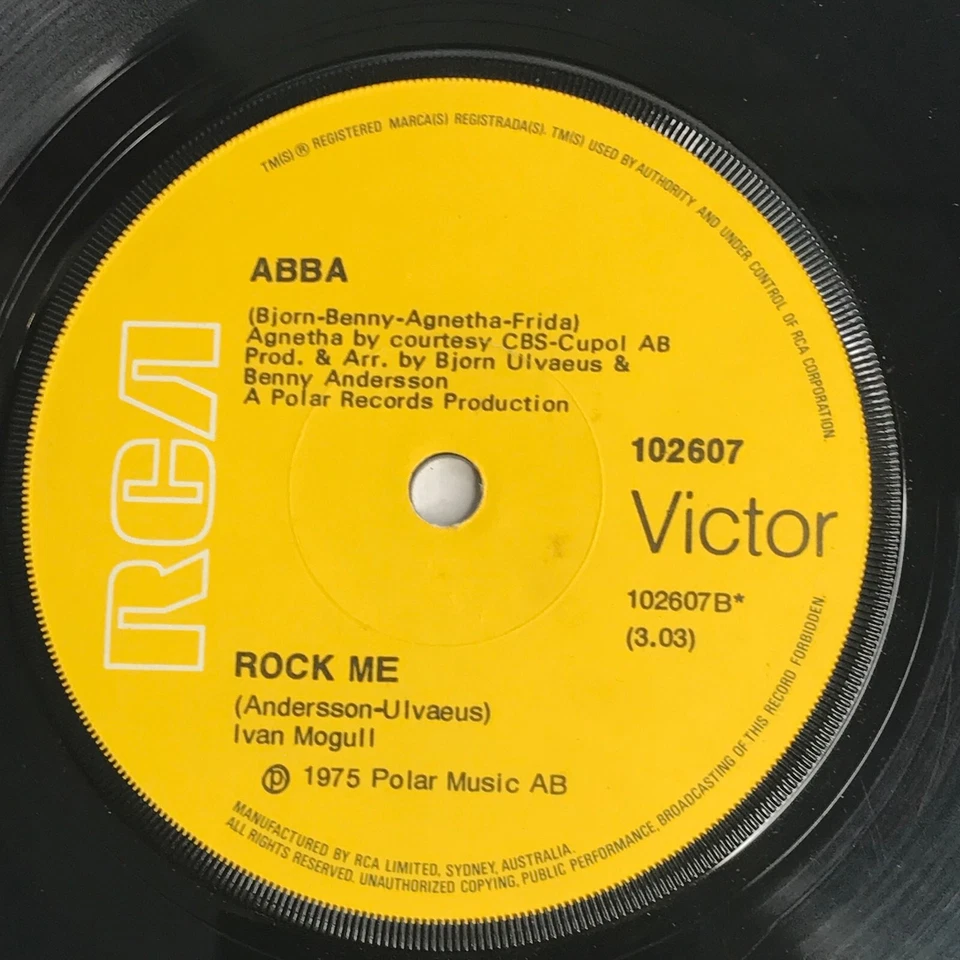 TM(S) ® REGISTERED MARCA(S) REGISTRADA(S). TM(S) USED BY AUTHORITY AND UNDER CONTROL OF RCA CORPORATION.
ABBA
(Bjorn-Benny-Agnetha-Frida)
Agnetha by courtesy CBS-Cupol AB
Prod. & Arr. by Bjorn Ulvaeus &
Benny Andersson
A Polar Records Production
RCA
102607
Victor
102607B*
(3.03)
ROCK ME
(Andersson-Ulvaeus)
Ivan Mogull
℗ 1975 Polar Music AB
MANUFACTURED BY RCA LIMITED, SYDNEY, AUSTRALIA.
ALL RIGHTS RESERVED. UNAUTHORIZED COPYING, PUBLIC PERFORMANCE, BROADCASTING OF THIS RECORD FORBIDDEN.